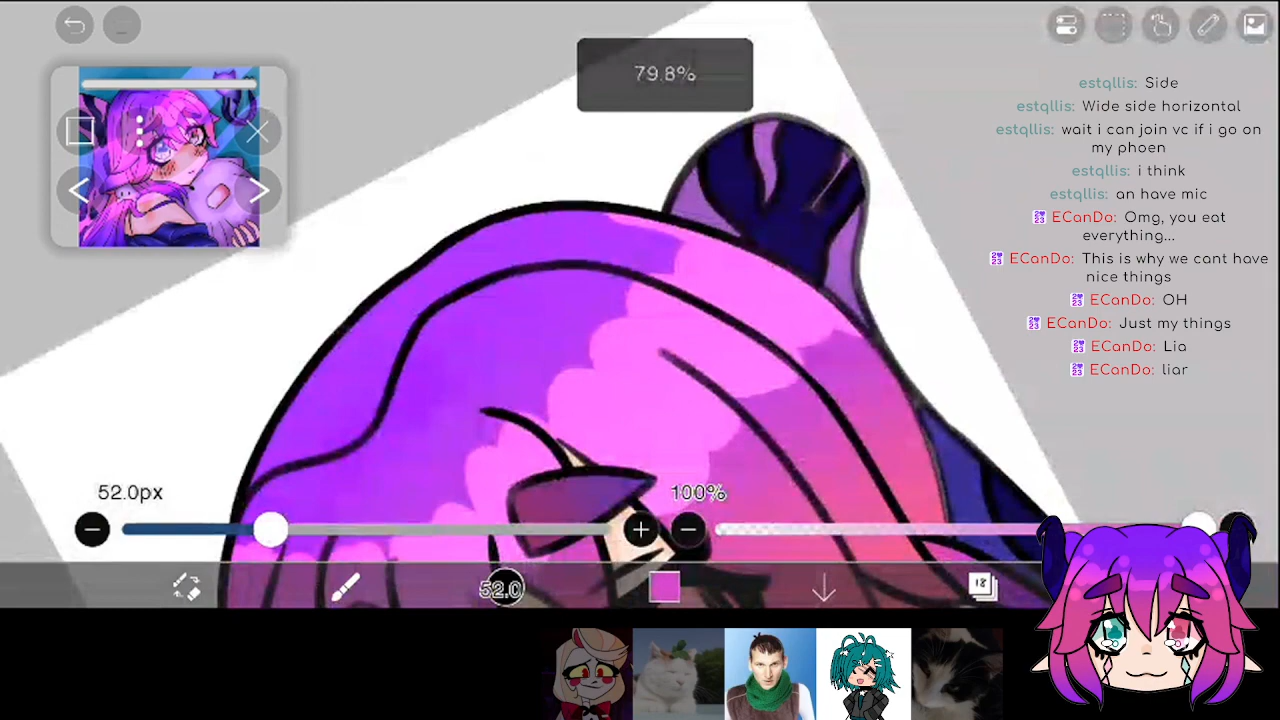 79.8%
estqllis: Side
estqllis: Wide side horizontal
estqllis: wait i can join vc if i go on
my phoen
estqllis: i think
estqllis: an have mic
ECanDo: Omg, you eat
everything...
ECanDo: This is why we cant have
nice things
ECanDo: OH
ECanDo: Just my things
ECanDo: Lia
ECanDo: liar
52.0px
100%
52.0
18